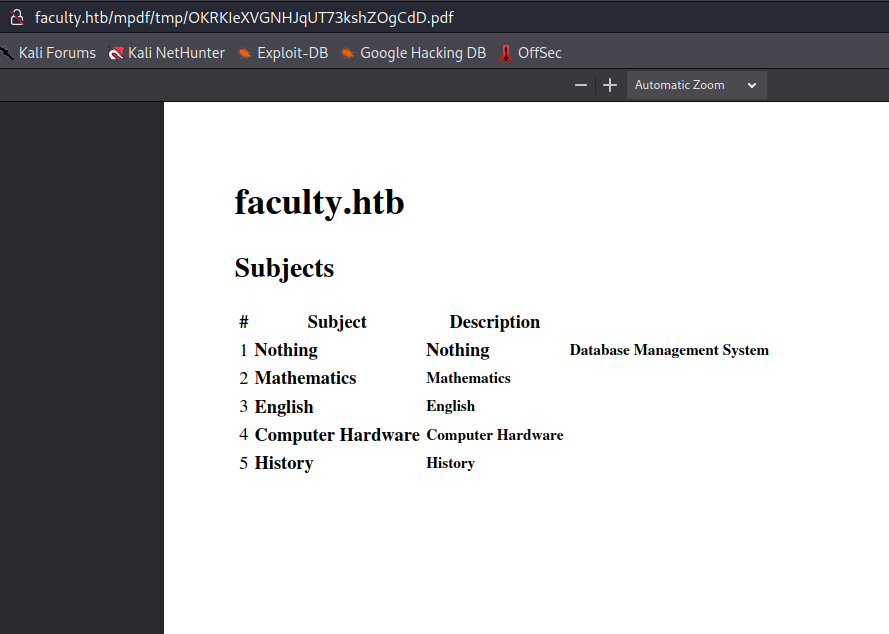 faculty.htb/mpdf/tmp/OKRKIeXVGNHJqUT73kshZOgCdD.pdf
Kali Forums Kali NetHunter Exploit-DB Google Hacking DB OffSec
Automatic Zoom
faculty.htb
Subjects
# Subject Description
1 Nothing Nothing Database Management System
2 Mathematics Mathematics
3 English English
4 Computer Hardware Computer Hardware
5 History History